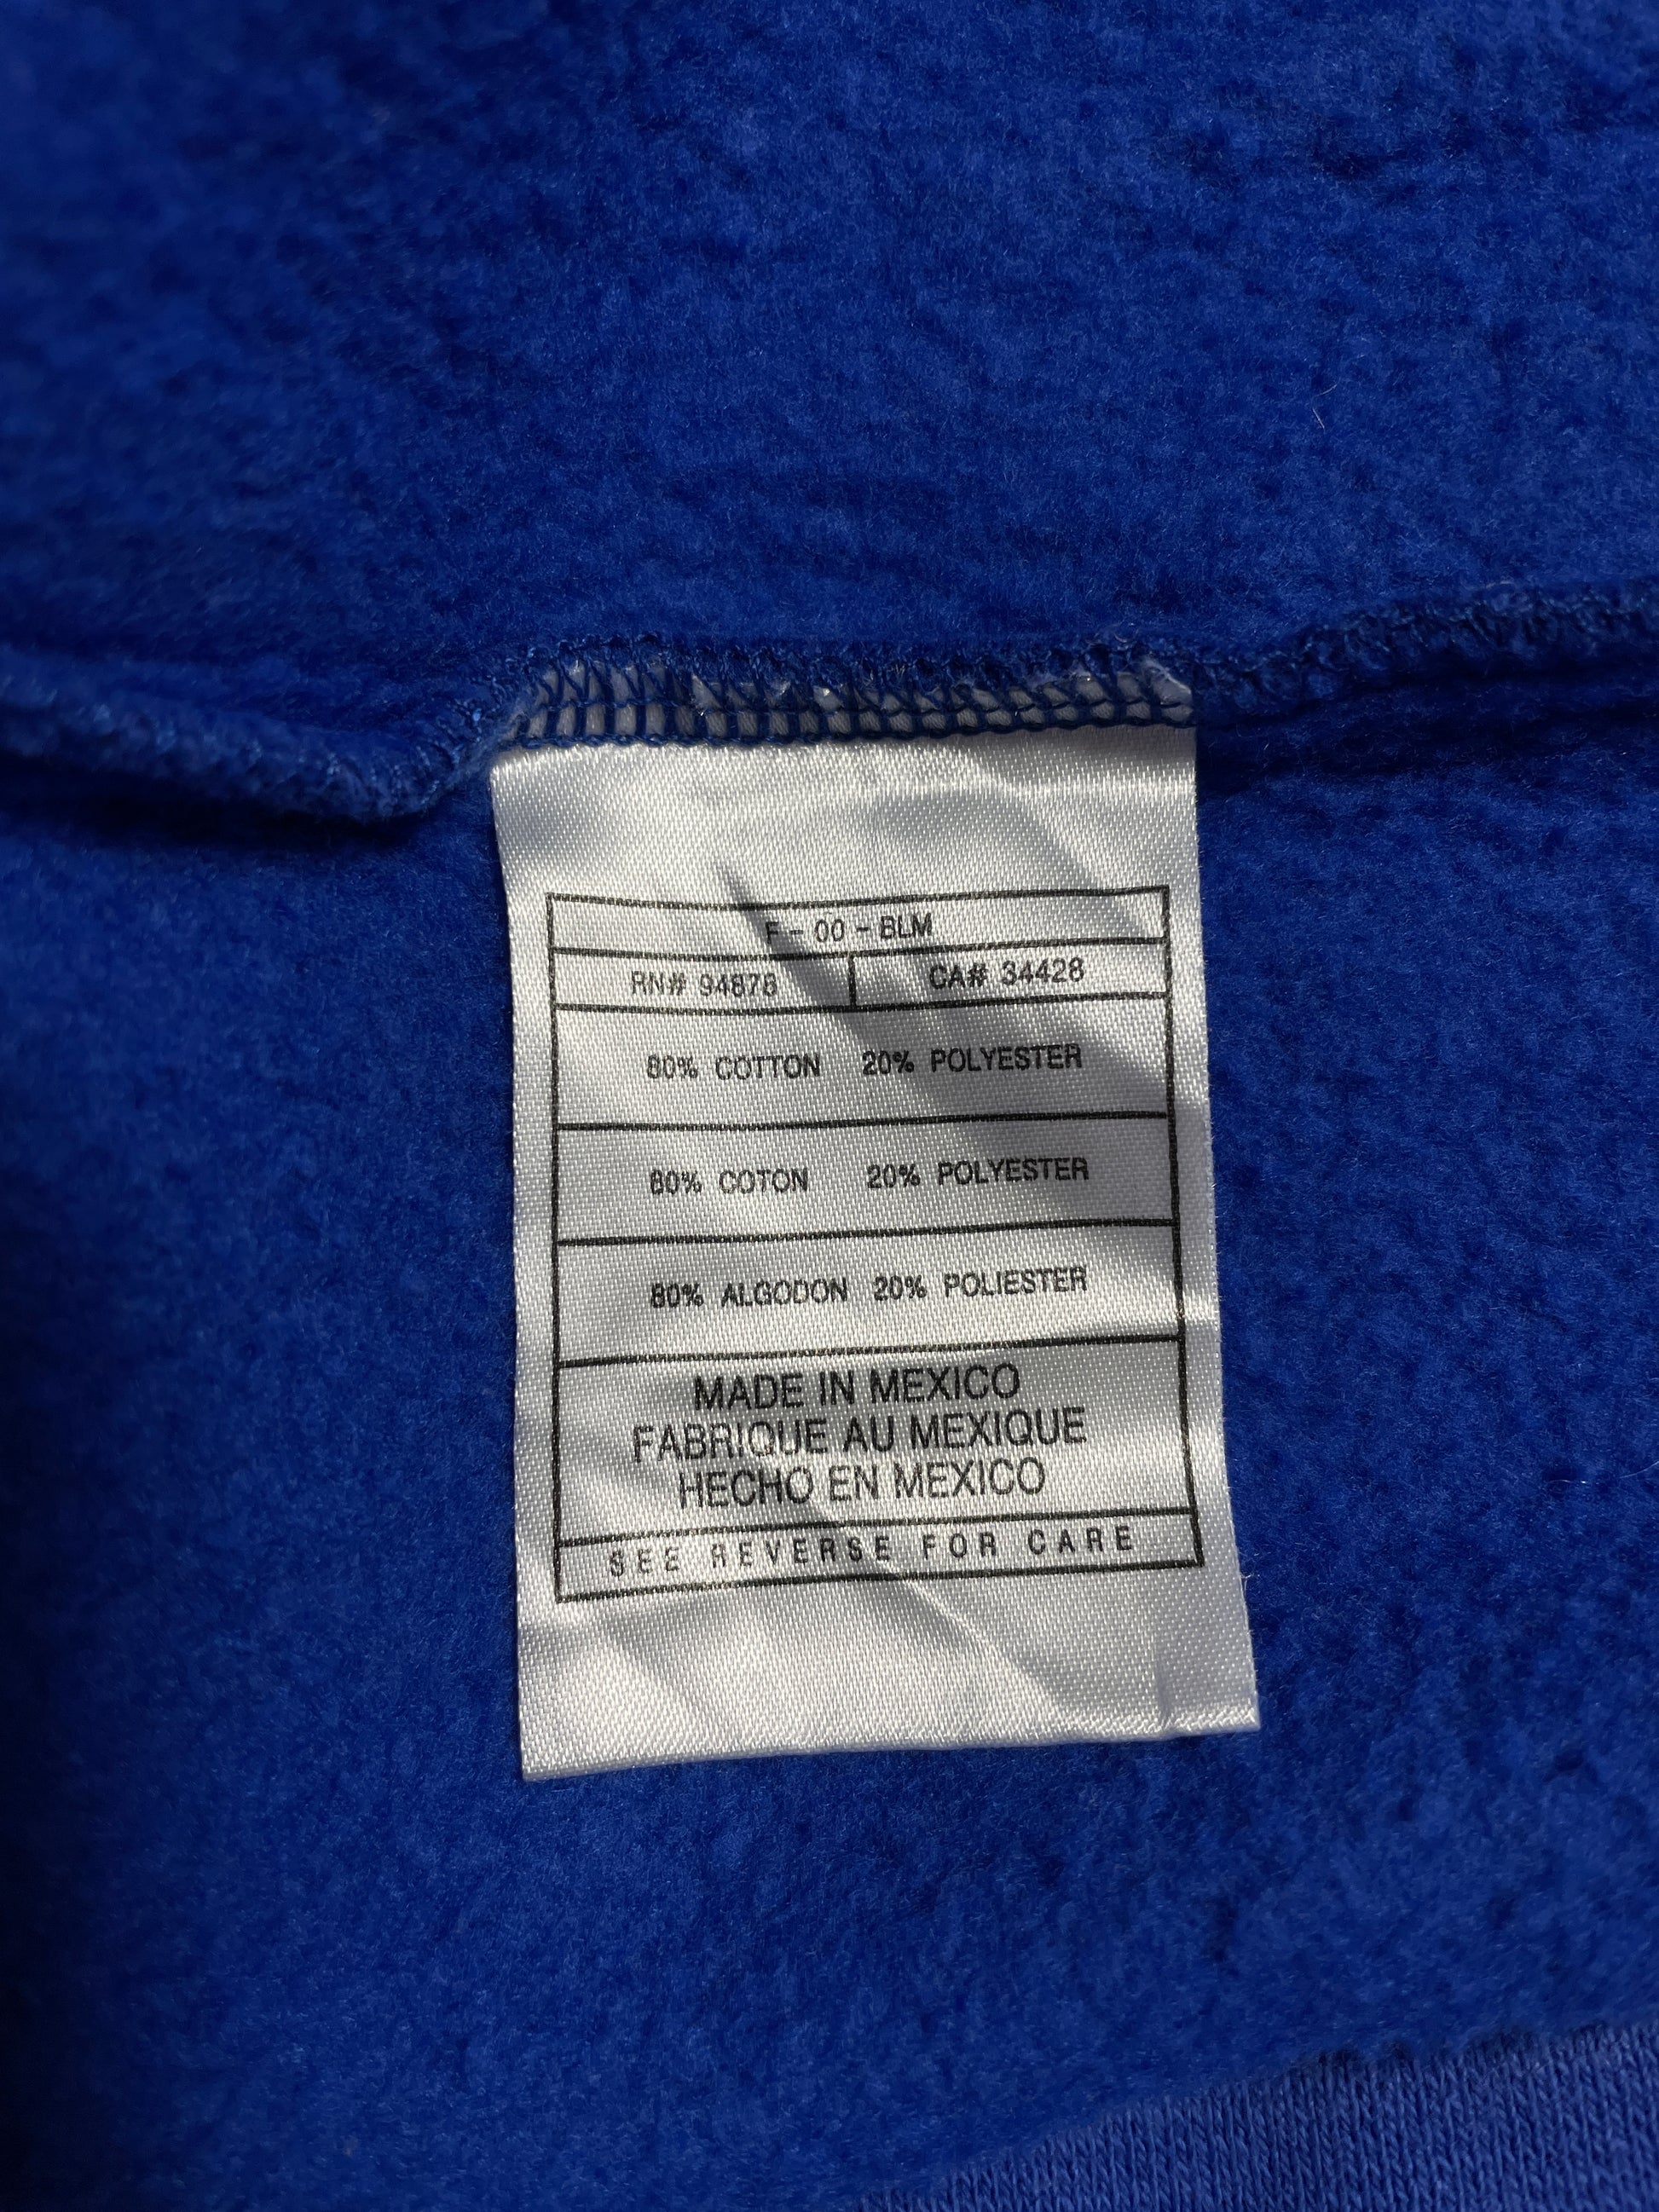 F - 00 - BLM
RN# 94878 CA# 34428
80% COTTON 20% POLYESTER
80% COTON 20% POLYESTER
80% ALGODON 20% POLIESTER
MADE IN MEXICO
FABRIQUE AU MEXIQUE
HECHO EN MEXICO
SEE REVERSE FOR CARE